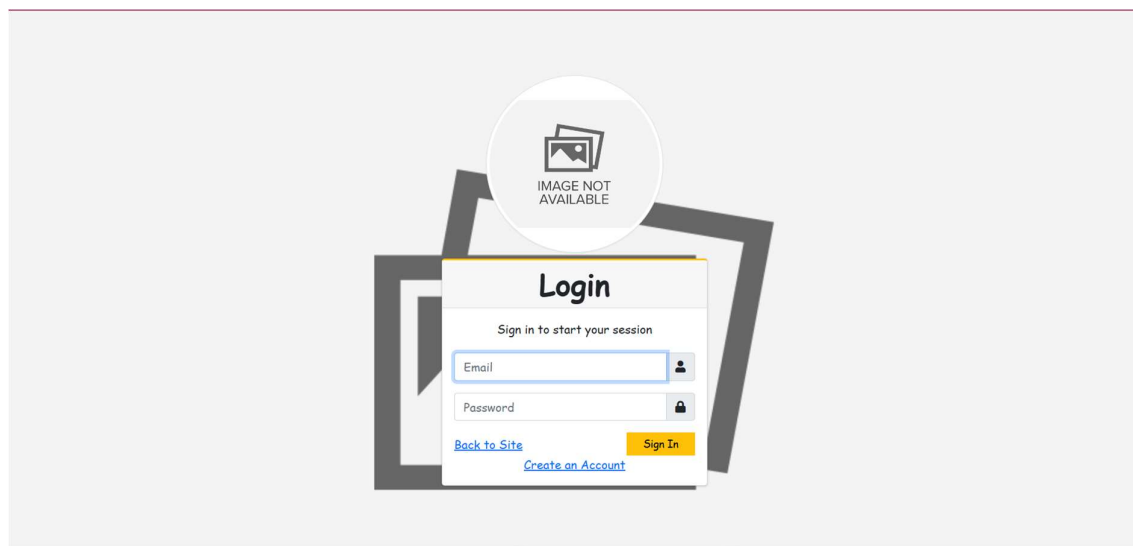 IMAGE NOT
AVAILABLE
Login
Sign in to start your session
Email
Password
Back to Site
Sign In
Create an Account